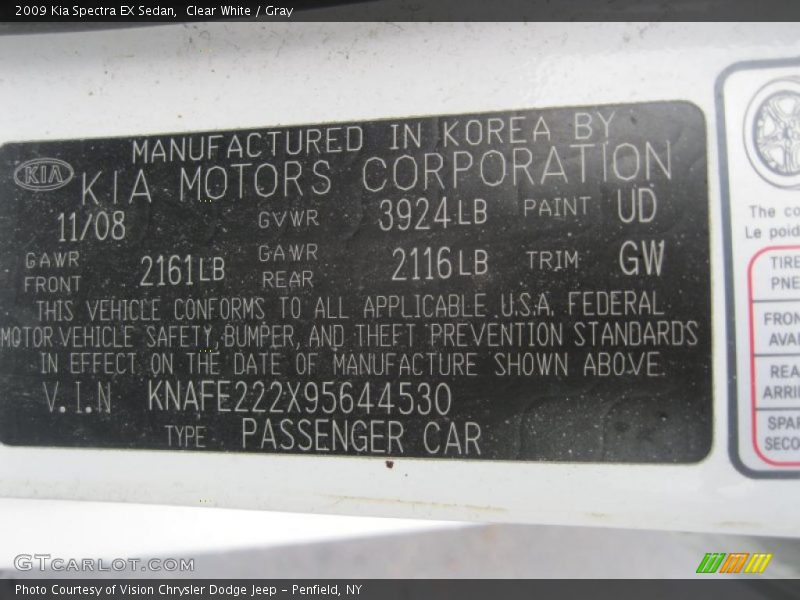 2009 Kia Spectra EX Sedan, Clear White / Gray
MANUFACTURED IN KOREA BY
KIA KIA MOTORS CORPORATION
11/08 GVWR 3924LB PAINT UD
GAWR FRONT 2161LB GAWR REAR 2116LB TRIM GW
THIS VEHICLE CONFORMS TO ALL APPLICABLE U.S.A. FEDERAL
MOTOR VEHICLE SAFETY, BUMPER, AND THEFT PREVENTION STANDARDS
IN EFFECT ON THE DATE OF MANUFACTURE SHOWN ABOVE.
V.I.N KNAFE222X95644530
TYPE PASSENGER CAR
The co
Le poid
TIRE
PNE
FRON
AVA
REA
ARRI
SPAR
SECO
GTCARLOT.COM
Photo Courtesy of Vision Chrysler Dodge Jeep - Penfield, NY